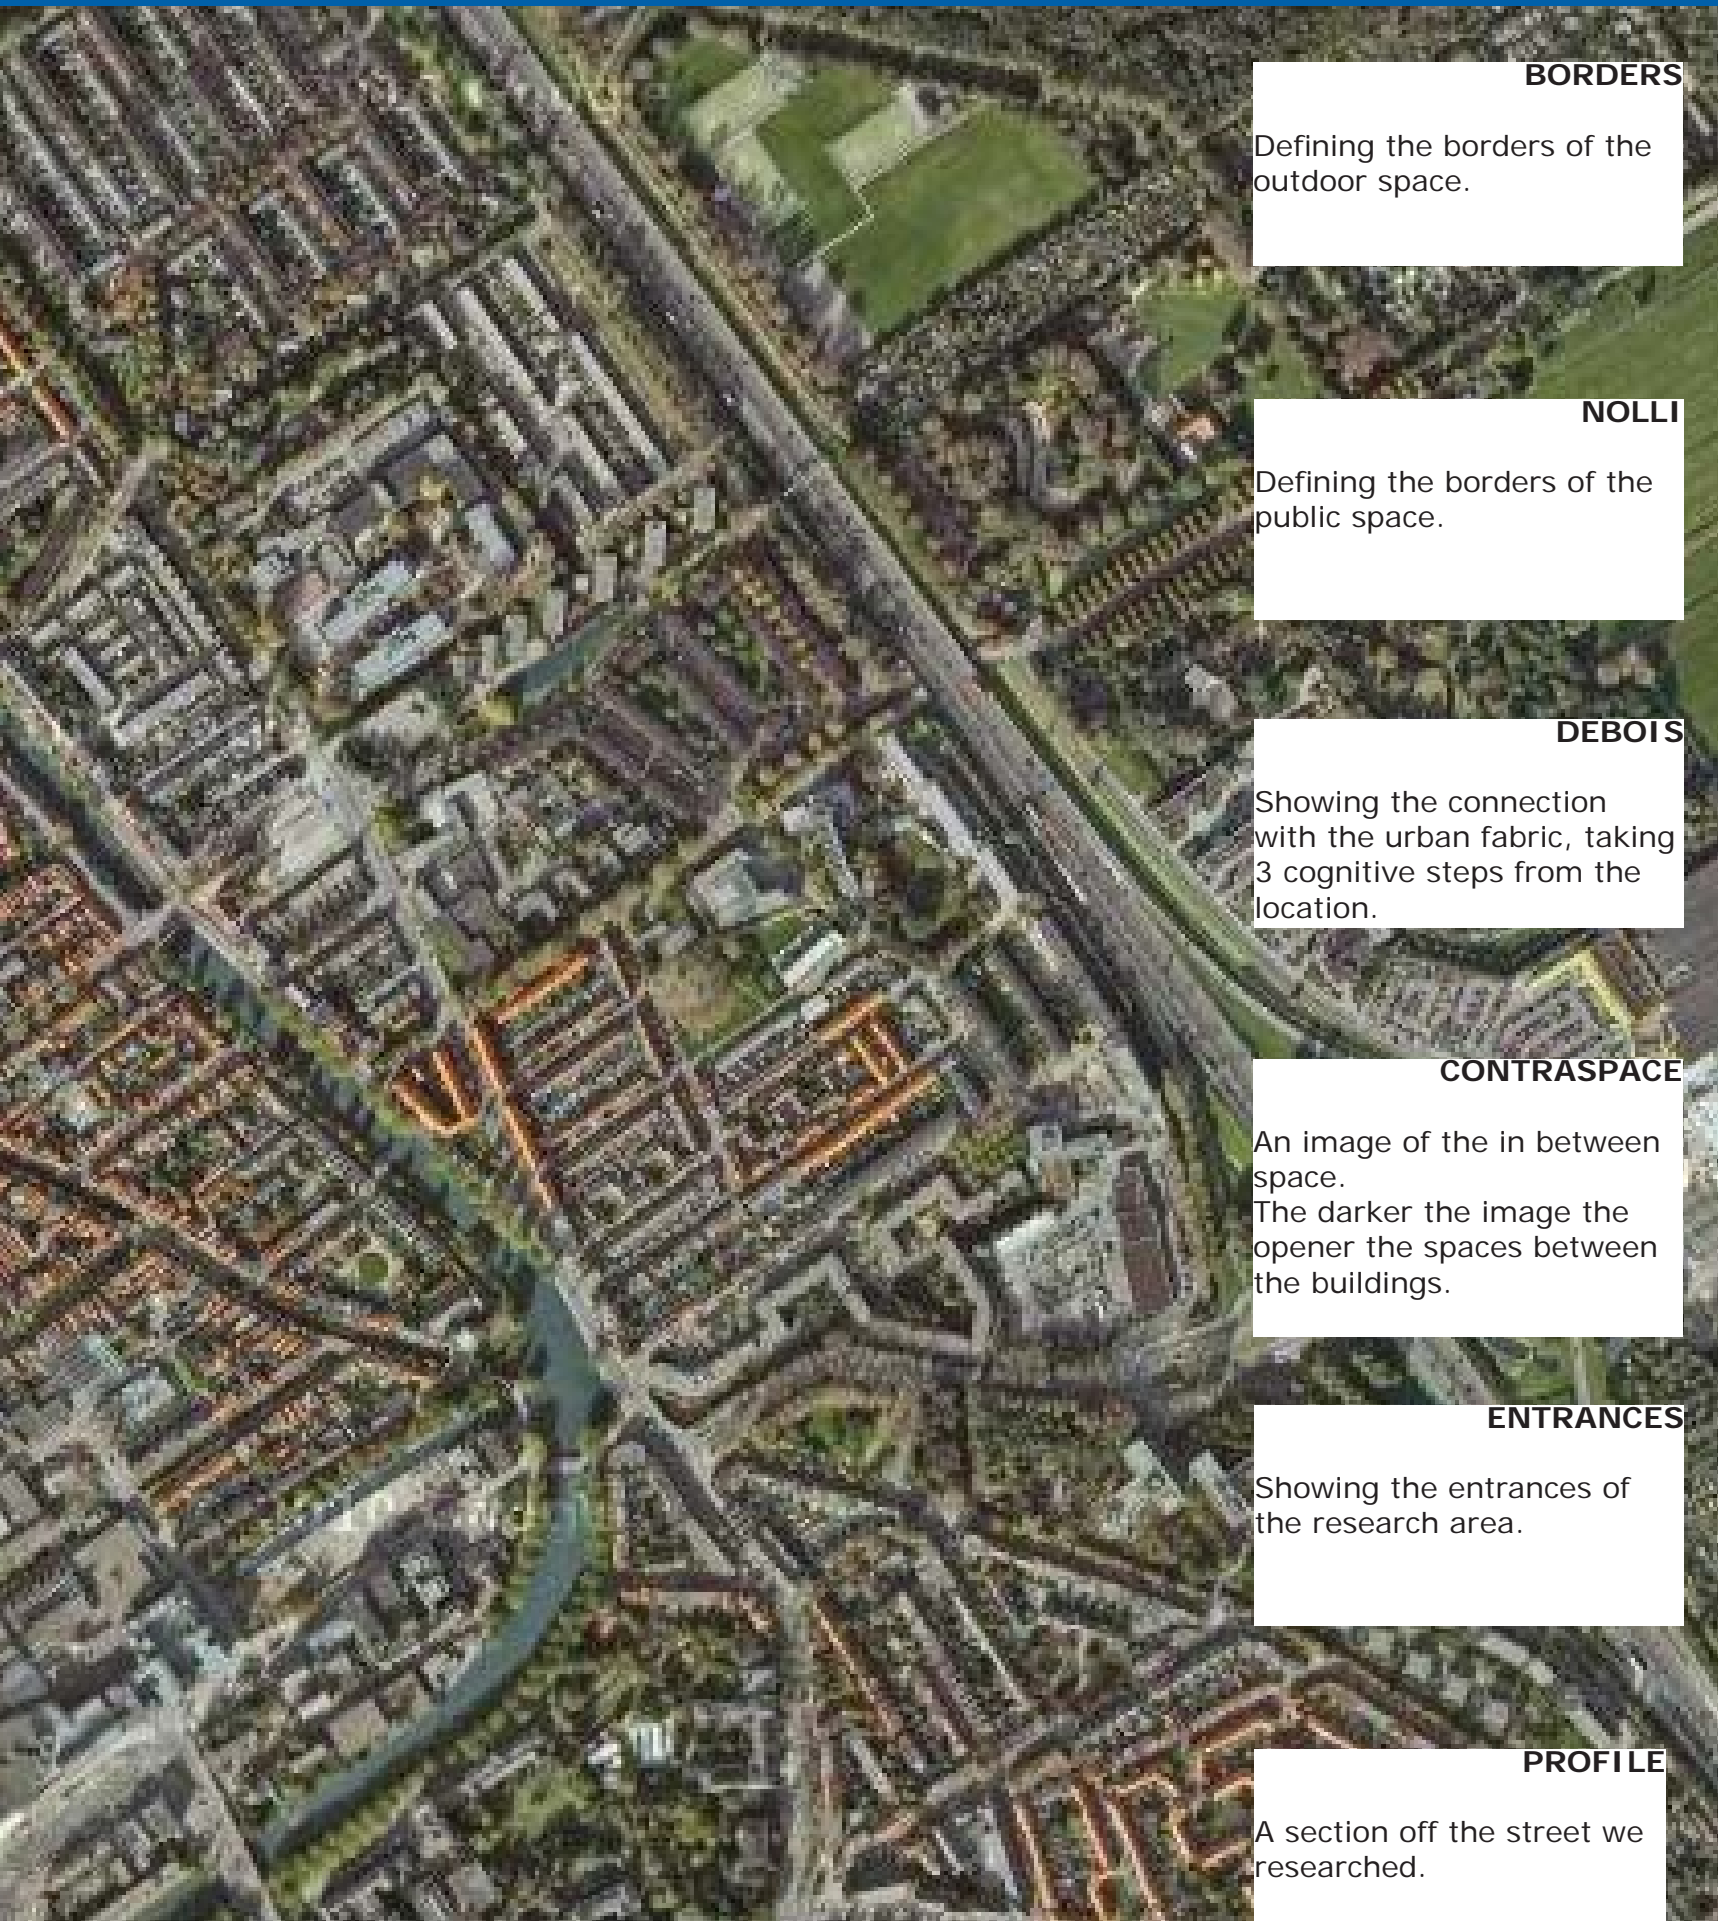 BORDERS
Defining the borders of the
outdoor space.
NOLLI
Defining the borders of the
public space.
DEBOIS
Showing the connection
with the urban fabric, taking
3 cognitive steps from the
location.
CONTRASPACE
An image of the in between
space.
The darker the image the
opener the spaces between
the buildings.
ENTRANCES
Showing the entrances of
the research area.
PROFILE
A section off the street we
researched.